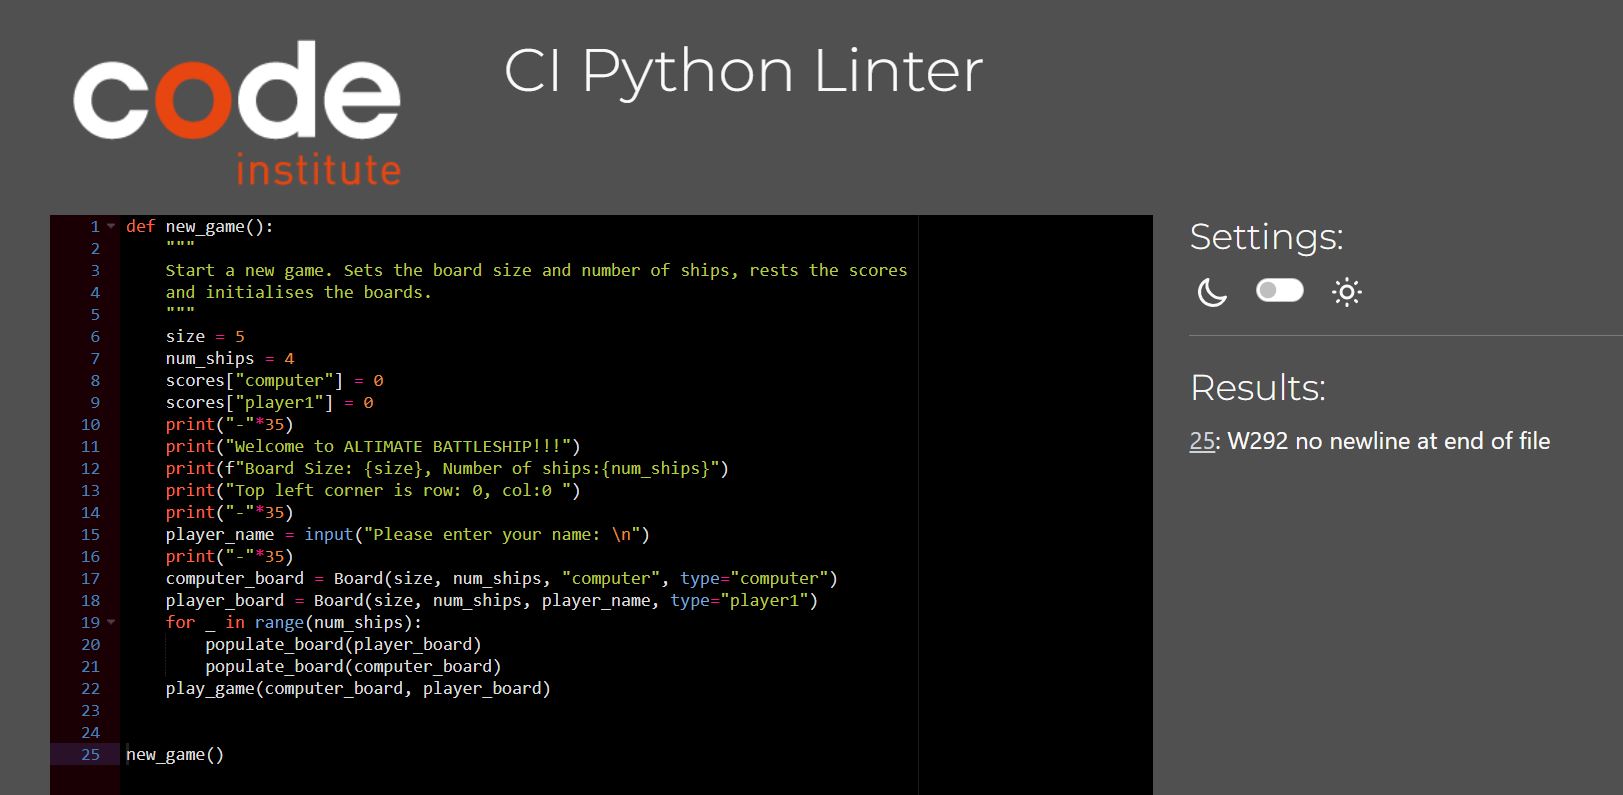 code
institute
CI Python Linter
1 def new_game():
2     """
3     Start a new game. Sets the board size and number of ships, rests the scores
4     and initialises the boards.
5     """
6     size = 5
7     num_ships = 4
8     scores["computer"] = 0
9     scores["player1"] = 0
10     print("-"*35)
11     print("Welcome to ALTIMATE BATTLESHIP!!!")
12     print(f"Board Size: {size}, Number of ships:{num_ships}")
13     print("Top left corner is row: 0, col:0 ")
14     print("-"*35)
15     player_name = input("Please enter your name: \n")
16     print("-"*35)
17     computer_board = Board(size, num_ships, "computer", type="computer")
18     player_board = Board(size, num_ships, player_name, type="player1")
19     for _ in range(num_ships):
20         populate_board(player_board)
21         populate_board(computer_board)
22     play_game(computer_board, player_board)
23
24
25 new_game()
Settings:
Results:
25: W292 no newline at end of file